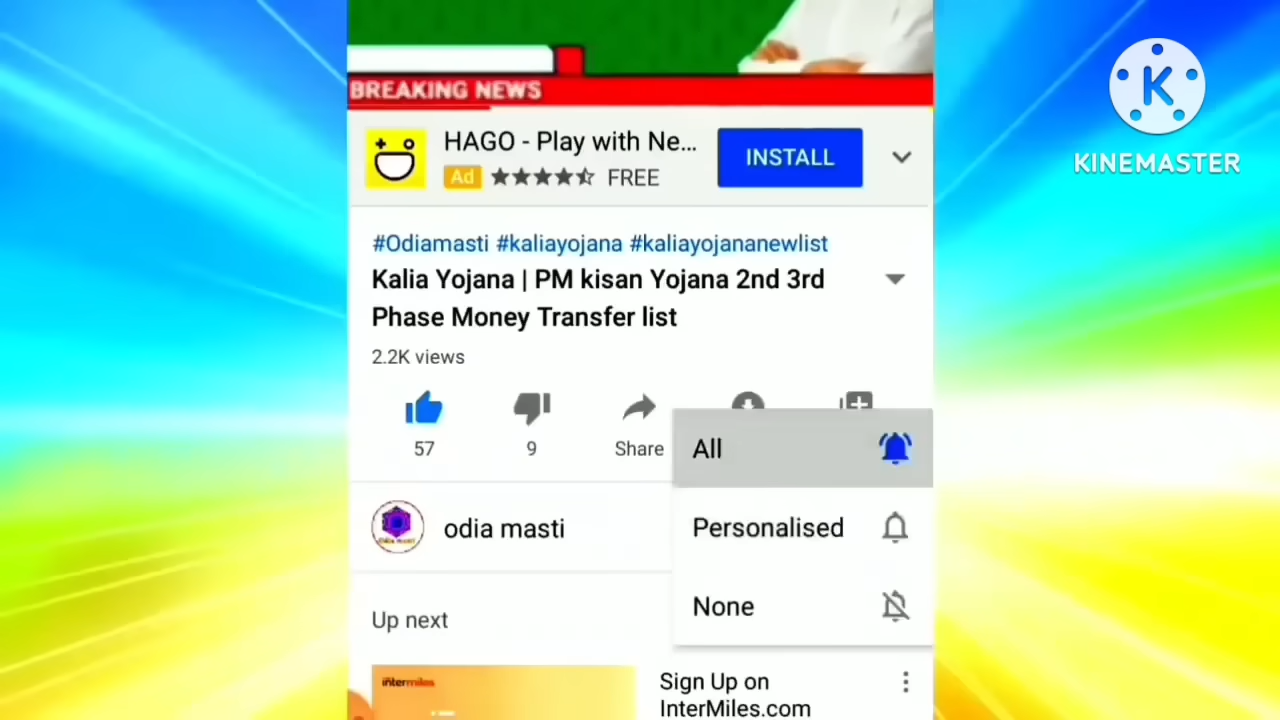 KINEMASTER
BREAKING NEWS
HAGO - Play with Ne...
INSTALL
Ad
FREE
#Odiamasti #kaliayojana #kaliayojananewlist
Kalia Yojana | PM kisan Yojana 2nd 3rd
Phase Money Transfer list
2.2K views
57
9
Share
All
odia masti
Personalised
None
Up next
intermiles
Sign Up on
InterMiles.com